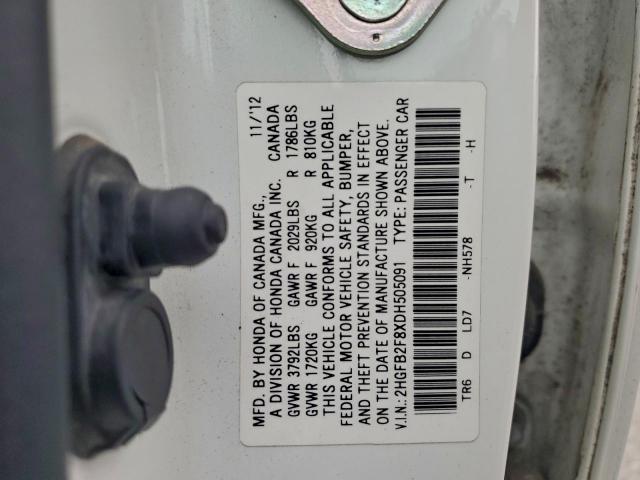 MFD. BY HONDA OF CANADA MFG., 11/'12
A DIVISION OF HONDA CANADA INC. CANADA
GVWR 3792LBS GAWR F 2029LBS R 1786LBS
GVWR 1720KG GAWR F 920KG R 810KG
THIS VEHICLE CONFORMS TO ALL APPLICABLE
FEDERAL MOTOR VEHICLE SAFETY, BUMPER,
AND THEFT PREVENTION STANDARDS IN EFFECT
ON THE DATE OF MANUFACTURE SHOWN ABOVE.
V.I.N.: 2HGFB2F8XDH505091 TYPE: PASSENGER CAR
TR6 D LD7 -NH578 -T -H